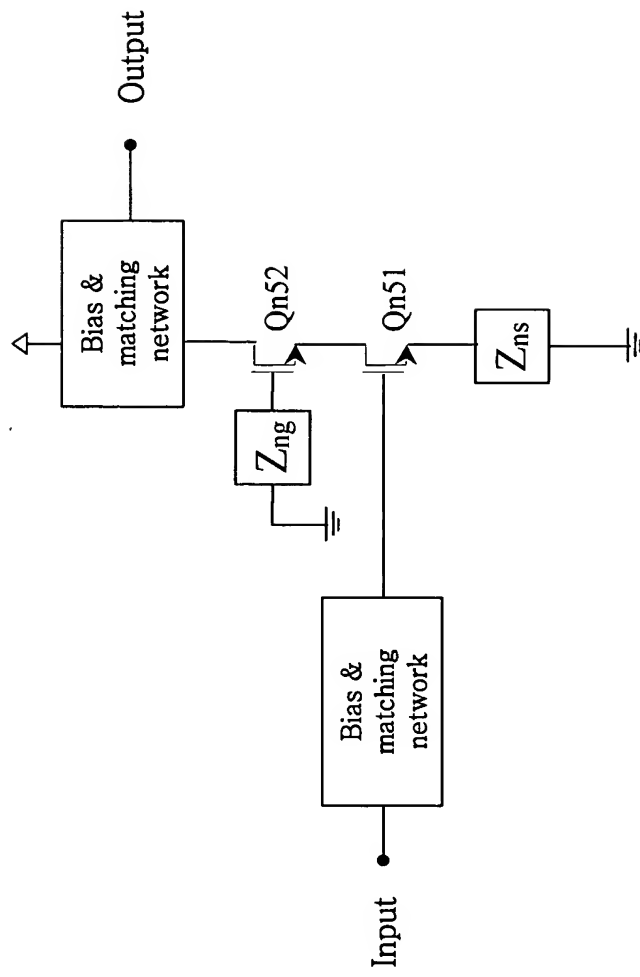 Output
Bias &
matching
network
Qn52
Zng
Qn51
Zns
Bias &
matching
network
Input